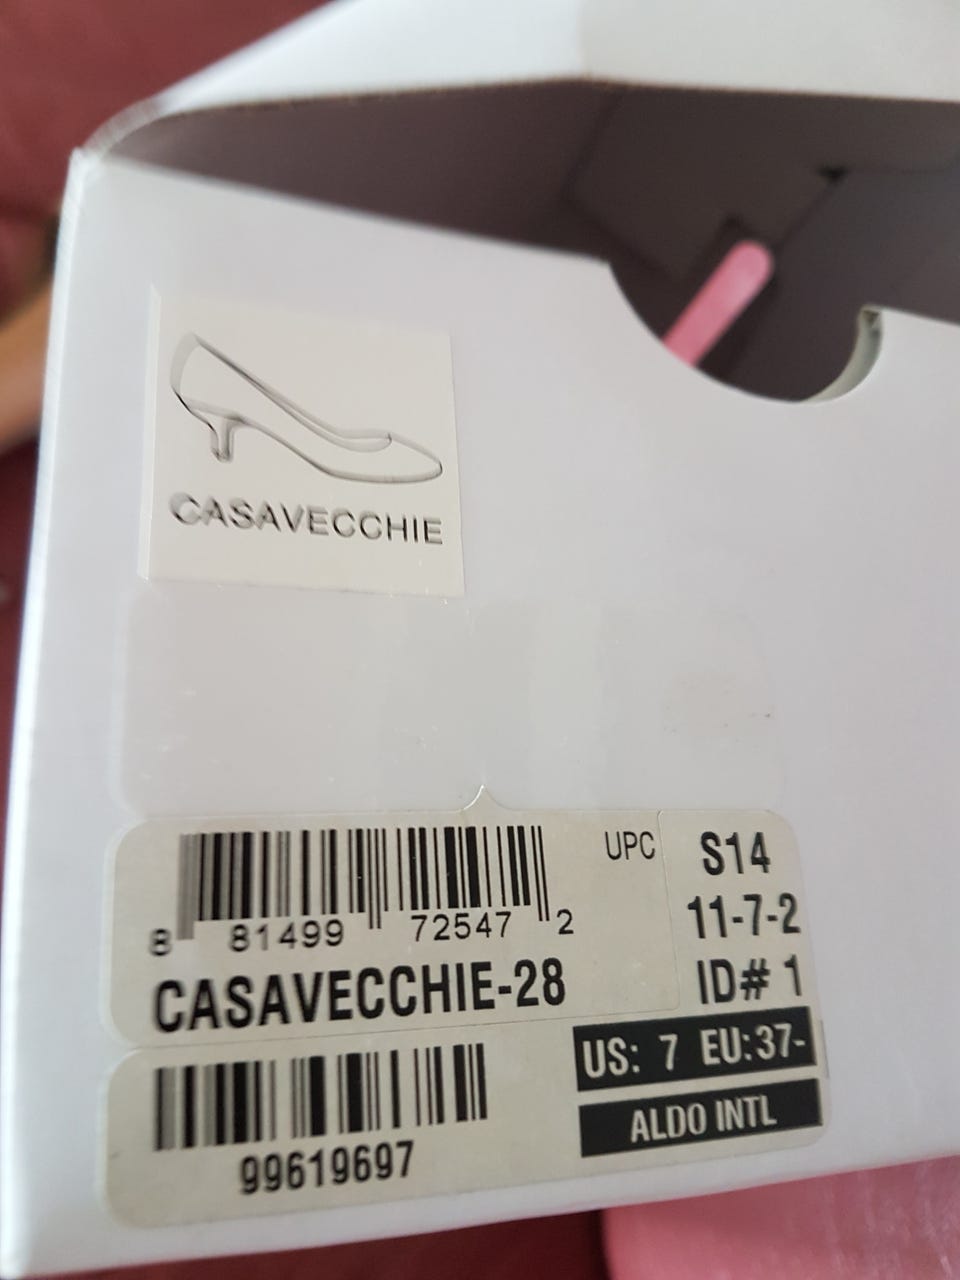 CASAVECCHIE
UPC
8 81499 72547 2
CASAVECCHIE-28
S14
11-7-2
ID# 1
US: 7 EU:37-
ALDO INTL
99619697